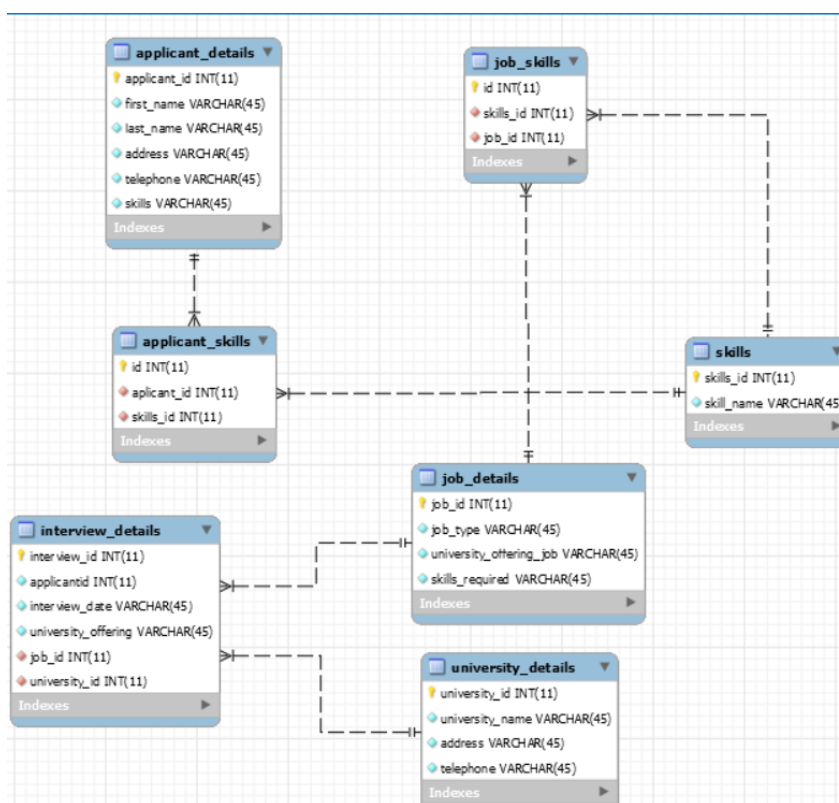 applicant_details
applicant_id INT(11)
first_name VARCHAR(45)
last_name VARCHAR(45)
address VARCHAR(45)
telephone VARCHAR(45)
skills VARCHAR(45)
Indexes
job_skills
id INT(11)
skills_id INT(11)
job_id INT(11)
Indexes
applicant_skills
id INT(11)
aplicant_id INT(11)
skills_id INT(11)
Indexes
skills
skills_id INT(11)
skill_name VARCHAR(45
Indexes
job_details
job_id INT(11)
job_type VARCHAR(45)
university_offering_job VARCHAR(45)
skills_required VARCHAR(45)
Indexes
interview_details
interview_id INT(11)
applicantid INT(11)
interview_date VARCHAR(45)
university_offering VARCHAR(45)
job_id INT(11)
university_id INT(11)
Indexes
university_details
university_id INT(11)
university_name VARCHAR(45)
address VARCHAR(45)
telephone VARCHAR(45)
Indexes